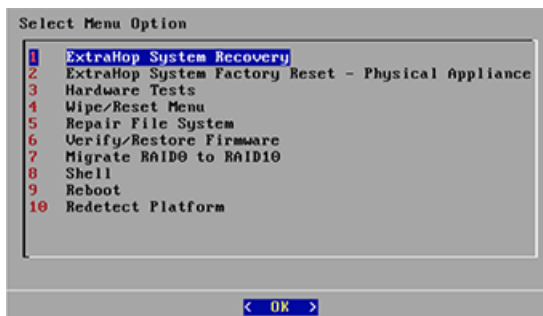 Select Menu Option
1 ExtraHop System Recovery
2 ExtraHop System Factory Reset - Physical Appliance
3 Hardware Tests
4 Wipe/Reset Menu
5 Repair File System
6 Verify/Restore Firmware
7 Migrate RAID0 to RAID10
8 Shell
9 Reboot
10 Redetect Platform
< OK >